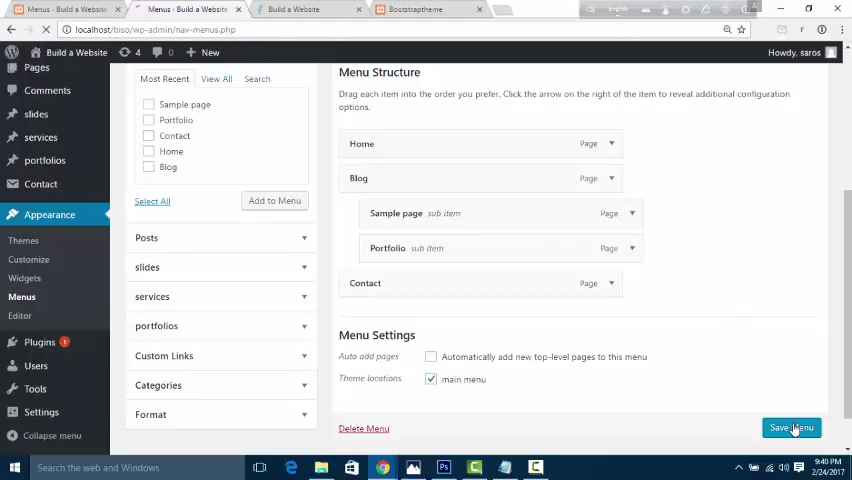 Menus ‹ Build a Website
Menus ‹ Build a Website
Build a Website
Bootstraptheme
localhost/biso/wp-admin/nav-menus.php
Build a Website
4
0
New
Howdy, saros
Pages
Comments
slides
services
portfolios
Contact
Appearance
Themes
Customize
Widgets
Menus
Editor
Plugins 1
Users
Tools
Settings
Collapse menu
Most Recent
View All
Search
Sample page
Portfolio
Contact
Home
Blog
Select All
Add to Menu
Posts
slides
services
portfolios
Custom Links
Categories
Format
Menu Structure
Drag each item into the order you prefer. Click the arrow on the right of the item to reveal additional configuration
options.
Home Page
Blog Page
Sample page sub item Page
Portfolio sub item Page
Contact Page
Menu Settings
Auto add pages
Automatically add new top-level pages to this menu
Theme locations
main menu
Delete Menu
Save Menu
Search the web and Windows
9:40 PM
2/24/2017